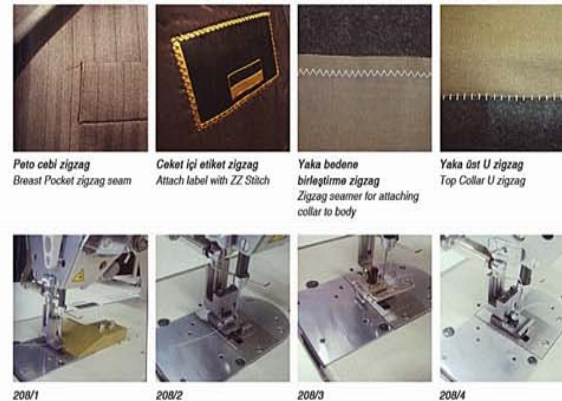 Peto cebi zigzag
Breast Pocket zigzag seam
Ceket içi etiket zigzag
Attach label with ZZ Stitch
Yaka bedene
birleştirme zigzag
Zigzag seamer for attaching
collar to body
Yaka üst U zigzag
Top Collar U zigzag
208/1
208/2
208/3
208/4